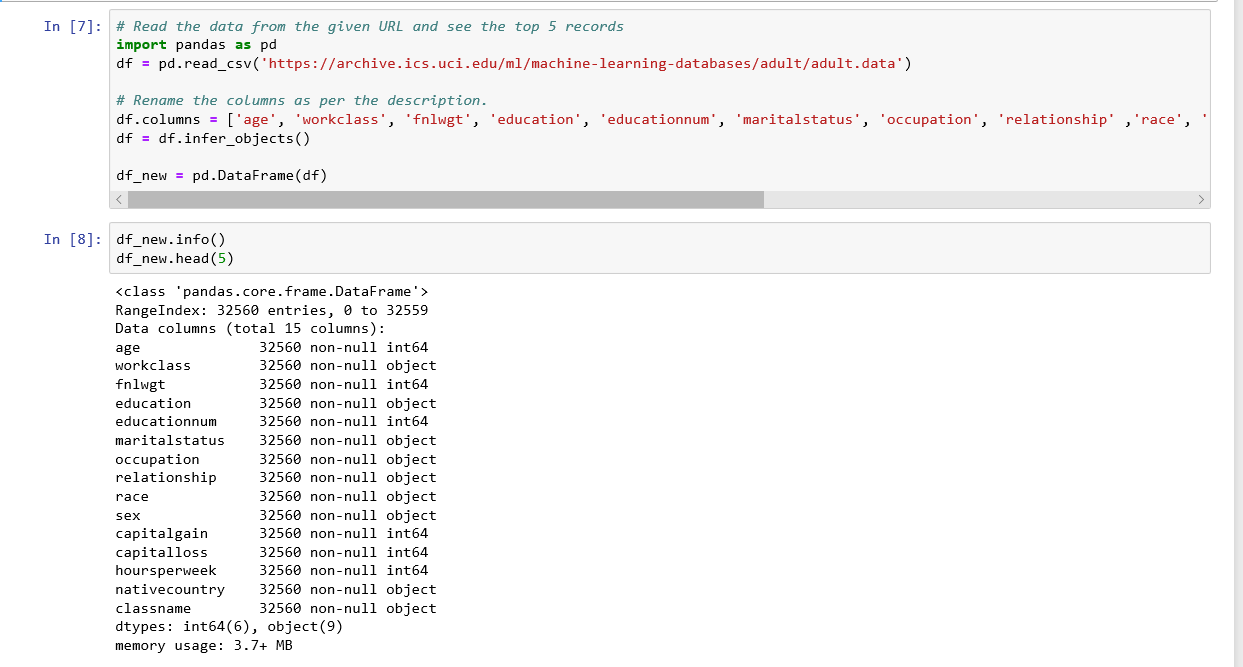 In [7]: # Read the data from the given URL and see the top 5 records
import pandas as pd
df = pd.read_csv('https://archive.ics.uci.edu/ml/machine-learning-databases/adult/adult.data')
# Rename the columns as per the description.
df.columns = ['age', 'workclass', 'fnlwgt', 'education', 'educationnum', 'maritalstatus', 'occupation', 'relationship' ,'race', '
df = df.infer_objects()
df_new = pd.DataFrame(df)
In [8]: df_new.info()
df_new.head(5)
<class 'pandas.core.frame.DataFrame'>
RangeIndex: 32560 entries, 0 to 32559
Data columns (total 15 columns):
age 32560 non-null int64
workclass 32560 non-null object
fnlwgt 32560 non-null int64
education 32560 non-null object
educationnum 32560 non-null int64
maritalstatus 32560 non-null object
occupation 32560 non-null object
relationship 32560 non-null object
race 32560 non-null object
sex 32560 non-null object
capitalgain 32560 non-null int64
capitalloss 32560 non-null int64
hoursperweek 32560 non-null int64
nativecountry 32560 non-null object
classname 32560 non-null object
dtypes: int64(6), object(9)
memory usage: 3.7+ MB